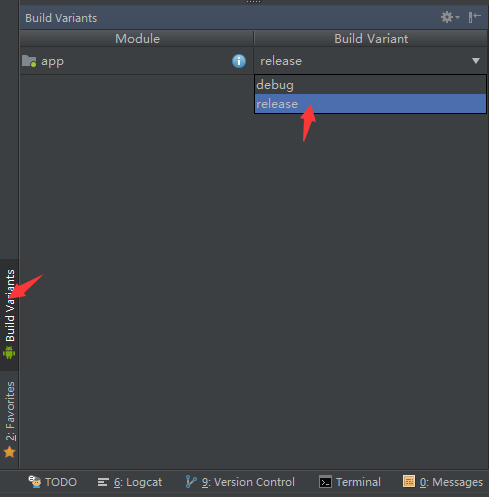 Build Variants
Module
Build Variant
app
release
debug
release
Build Variants
2: Favorites
TODO
6: Logcat
9: Version Control
Terminal
0: Messages